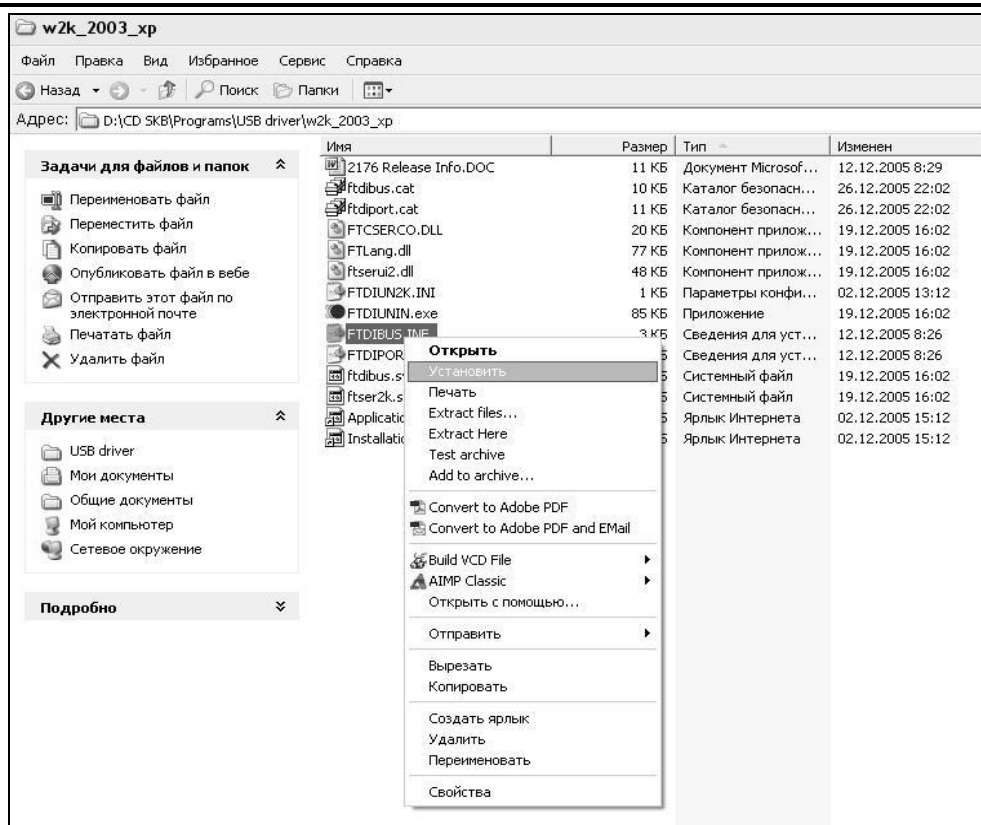 w2k_2003_xp
Файл Правка Вид Избранное Сервис Справка
Назад Поиск Папки
Адрес: D:\CD SKB\Programs\USB driver\w2k_2003_xp
Задачи для файлов и папок
Переименовать файл
Переместить файл
Копировать файл
Опубликовать файл в вебе
Отправить этот файл по
электронной почте
Печатать файл
Удалить файл
Другие места
USB driver
Мои документы
Общие документы
Мой компьютер
Сетевое окружение
Подробно
Имя Размер Тип Изменен
2176 Release Info.DOC 11 КБ Документ Microsof... 12.12.2005 8:29
ftdibus.cat 10 КБ Каталог безопасн... 26.12.2005 22:02
ftdiport.cat 11 КБ Каталог безопасн... 26.12.2005 22:02
FTCSERCO.DLL 20 КБ Компонент прилож... 19.12.2005 16:02
FTLang.dll 77 КБ Компонент прилож... 19.12.2005 16:02
ftserui2.dll 48 КБ Компонент прилож... 19.12.2005 16:02
FTDIUN2K.INI 1 КБ Параметры конфи... 02.12.2005 13:12
FTDIUNIN.exe 85 КБ Приложение 19.12.2005 16:02
FTDIBUS.INF 3 КБ Сведения для уст... 12.12.2005 8:26
FTDIPOR Б Сведения для уст... 12.12.2005 8:26
ftdibus.s Б Системный файл 19.12.2005 16:02
ftser2k.s Б Системный файл 19.12.2005 16:02
Applicatio Б Ярлык Интернета 02.12.2005 15:12
Installatio Б Ярлык Интернета 02.12.2005 15:12
Открыть
Установить
Печать
Extract files...
Extract Here
Test archive
Add to archive...
Convert to Adobe PDF
Convert to Adobe PDF and EMail
Build VCD File
AIMP Classic
Открыть с помощью...
Отправить
Вырезать
Копировать
Создать ярлык
Удалить
Переименовать
Свойства